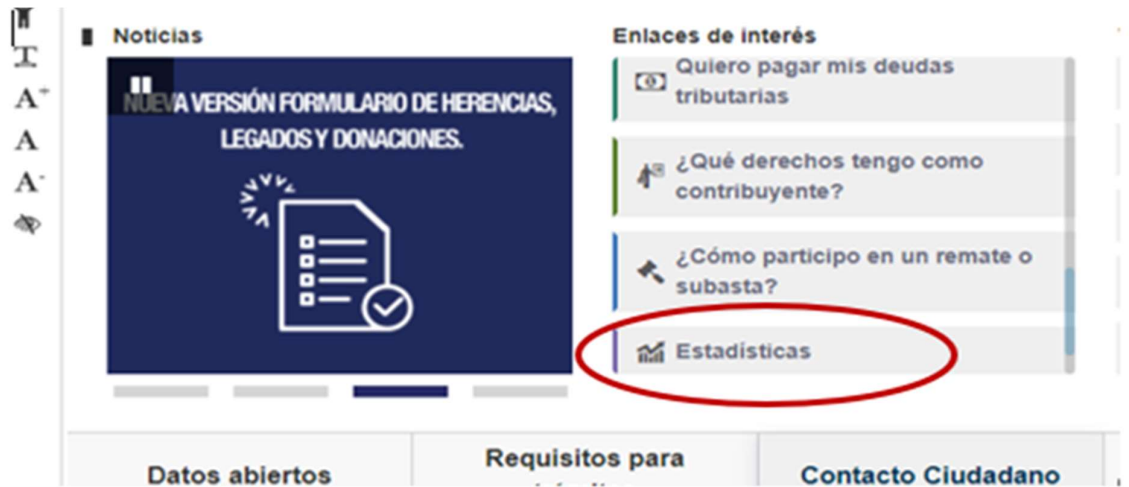 Noticias
NUEVA VERSIÓN FORMULARIO DE HERENCIAS,
LEGADOS Y DONACIONES.
Enlaces de interés
Quiero pagar mis deudas
tributarias
¿Qué derechos tengo como
contribuyente?
¿Cómo participo en un remate o
subasta?
Estadísticas
T
A+
A
A-
Datos abiertos
Requisitos para
Contacto Ciudadano